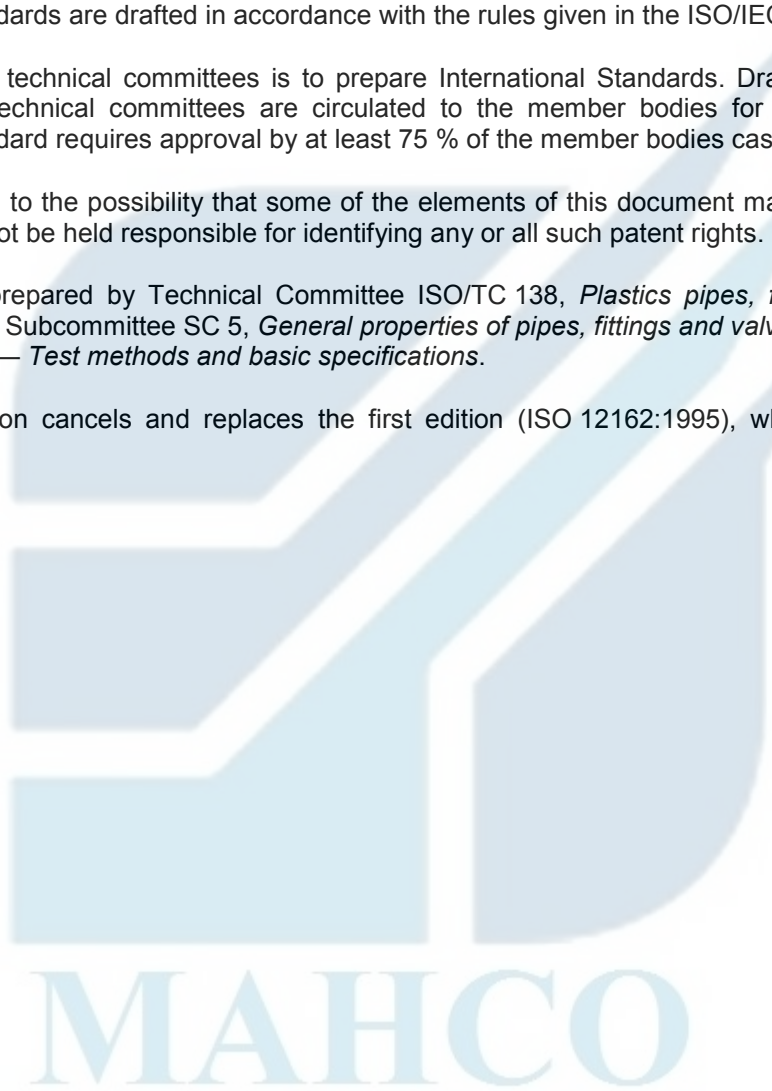 dards are drafted in accordance with the rules given in the ISO/IEC
technical committees is to prepare International Standards. Dra
echnical committees are circulated to the member bodies for
dard requires approval by at least 75 % of the member bodies cas
to the possibility that some of the elements of this document ma
ot be held responsible for identifying any or all such patent rights.
prepared by Technical Committee ISO/TC 138, Plastics pipes, f
Subcommittee SC 5, General properties of pipes, fittings and valv
— Test methods and basic specifications.
on cancels and replaces the first edition (ISO 12162:1995), wh
MAHCO